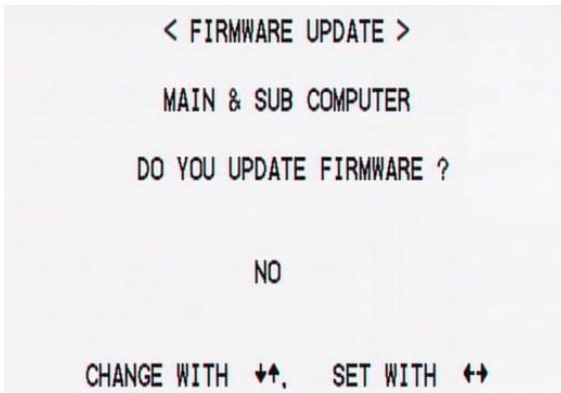 < FIRMWARE UPDATE >
MAIN & SUB COMPUTER
DO YOU UPDATE FIRMWARE ?
NO
CHANGE WITH ↓↑, SET WITH ←→